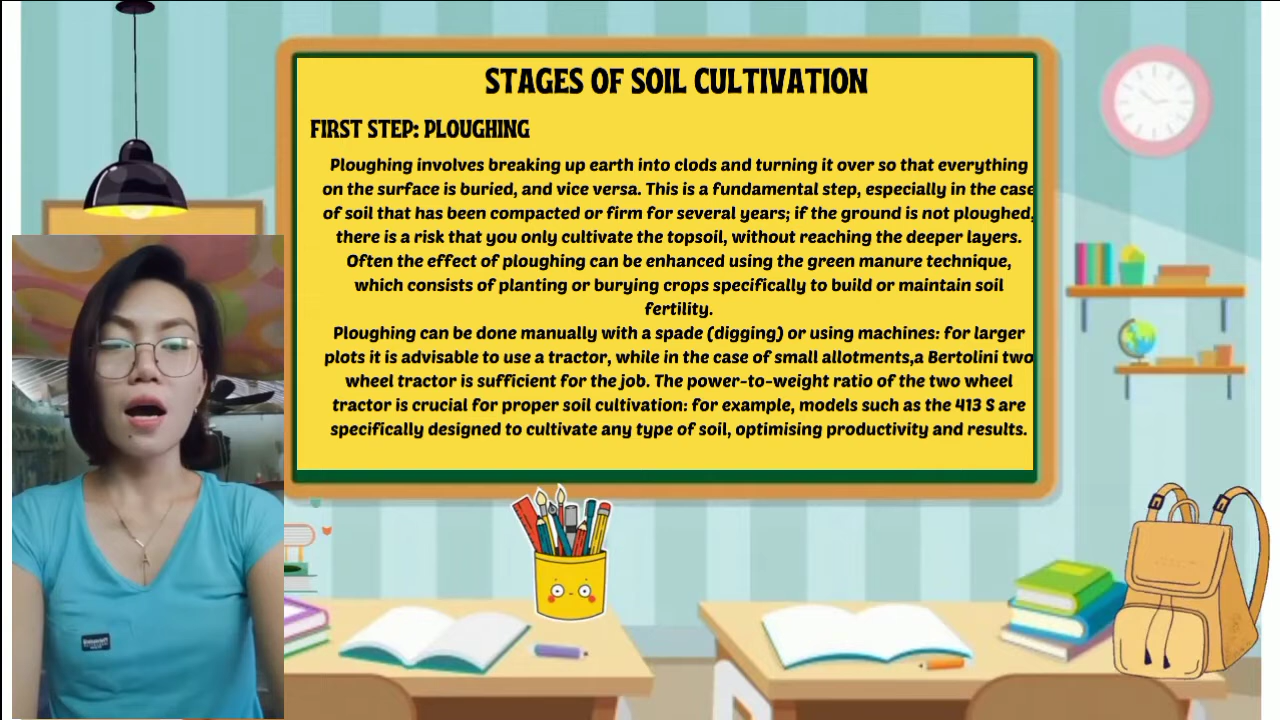 STAGES OF SOIL CULTIVATION
FIRST STEP: PLOUGHING
Ploughing involves breaking up earth into clods and turning it over so that everything
on the surface is buried, and vice versa. This is a fundamental step, especially in the case
of soil that has been compacted or firm for several years; if the ground is not ploughed,
there is a risk that you only cultivate the topsoil, without reaching the deeper layers.
Often the effect of ploughing can be enhanced using the green manure technique,
which consists of planting or burying crops specifically to build or maintain soil
fertility.
Ploughing can be done manually with a spade (digging) or using machines: for larger
plots it is advisable to use a tractor, while in the case of small allotments,a Bertolini two
wheel tractor is sufficient for the job. The power-to-weight ratio of the two wheel
tractor is crucial for proper soil cultivation: for example, models such as the 413 S are
specifically designed to cultivate any type of soil, optimising productivity and results.